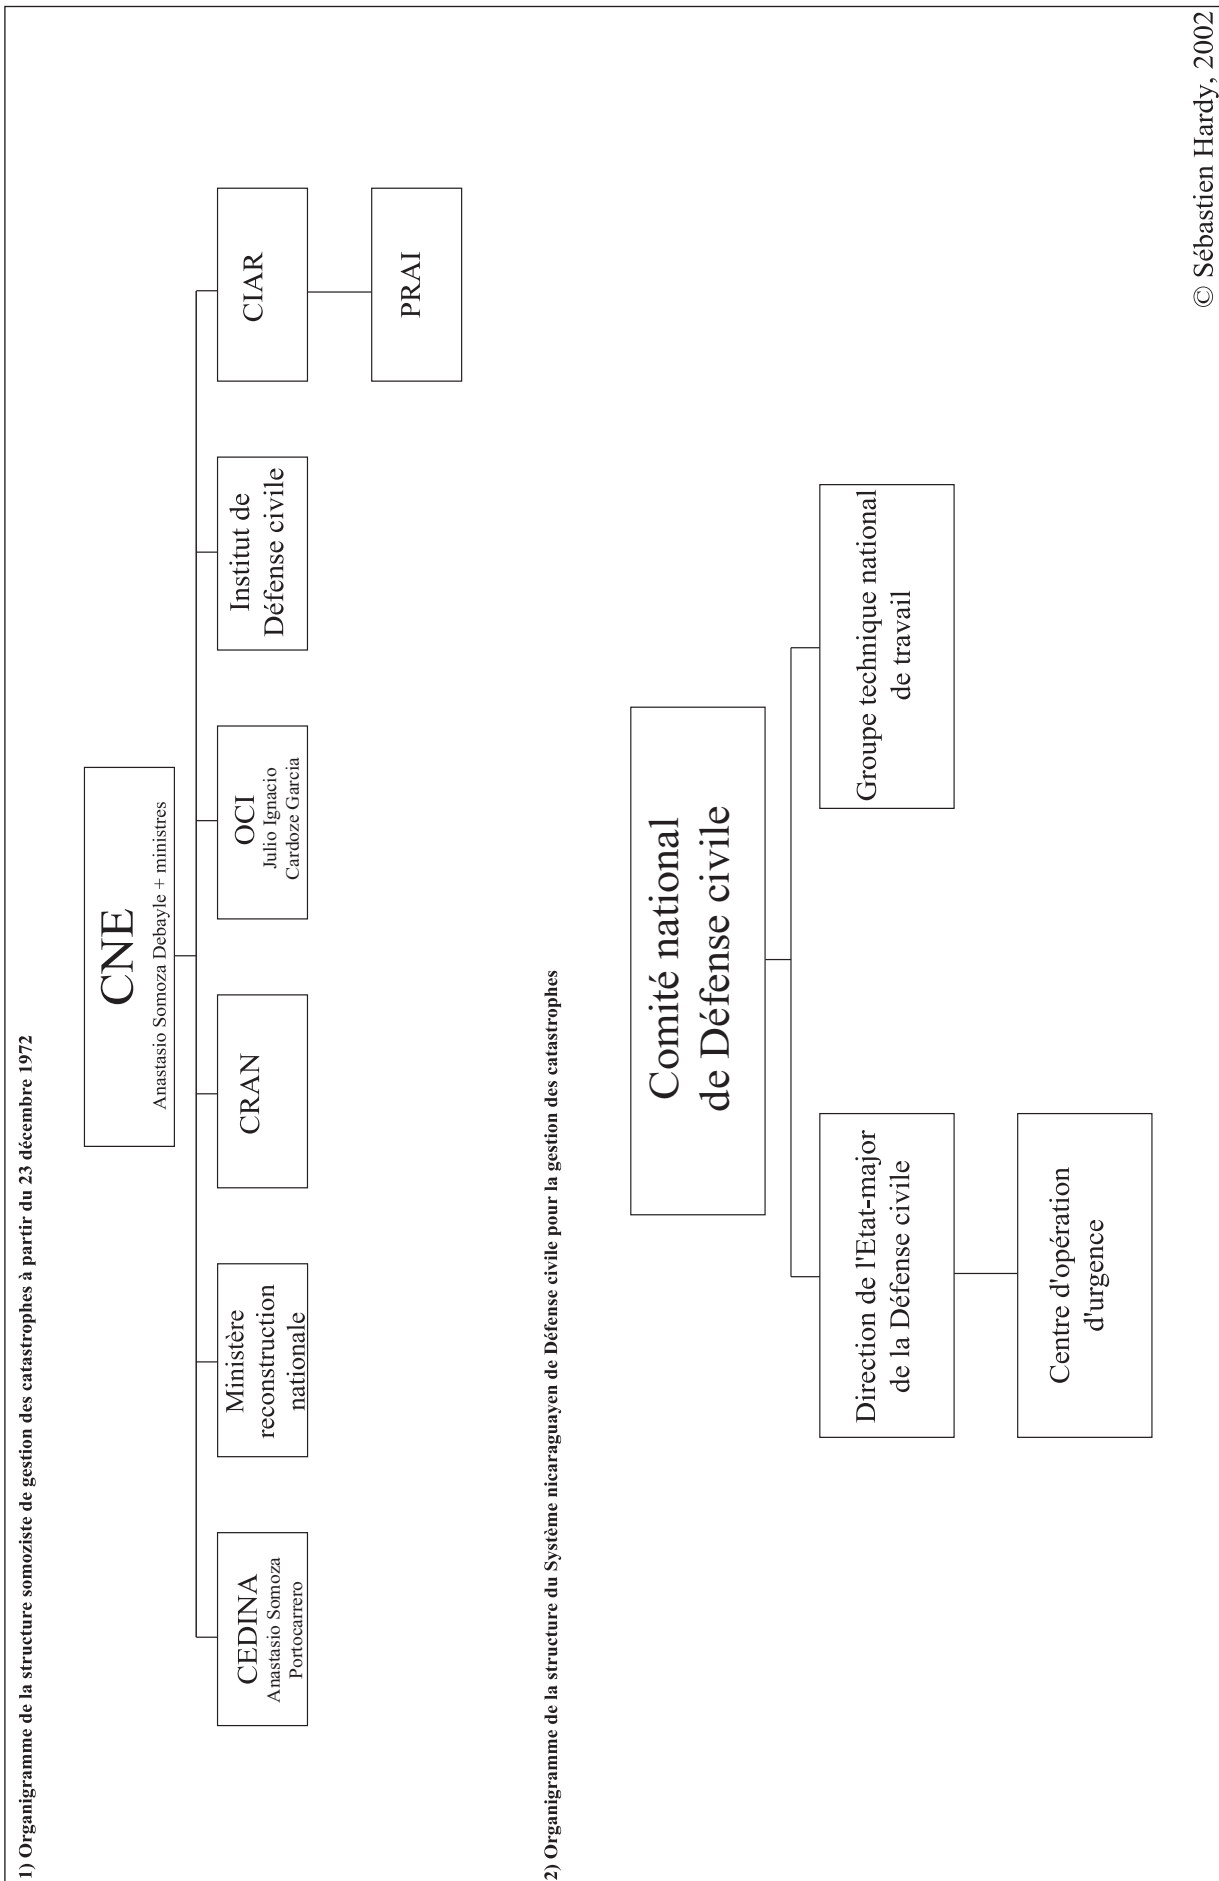 1) Organigramme de la structure somoziste de gestion des catastrophes à partir du 23 décembre 1972
CNE
Anastasio Somoza Debayle + ministres
CEDINA
Anastasio Somoza
Portocarrero
Ministère
reconstruction
nationale
CRAN
OCI
Julio Ignacio
Cardoze Garcia
Institut de
Défense civile
CIAR
PRAI
2) Organigramme de la structure du Système nicaraguayen de Défense civile pour la gestion des catastrophes
Comité national
de Défense civile
Direction de l'Etat-major
de la Défense civile
Groupe technique national
de travail
Centre d'opération
d'urgence
© Sébastien Hardy, 2002